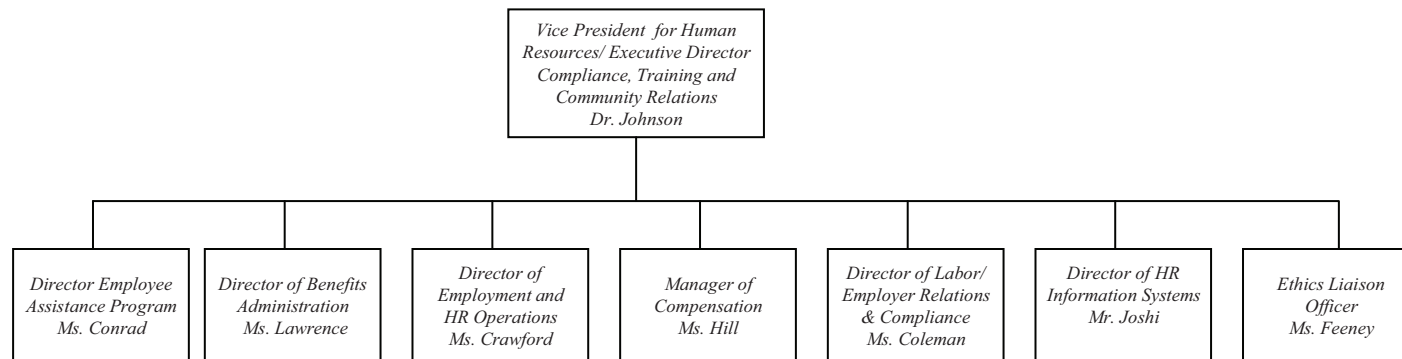 Vice President for Human
Resources/ Executive Director
Compliance, Training and
Community Relations
Dr. Johnson
Director Employee
Assistance Program
Ms. Conrad
Director of Benefits
Administration
Ms. Lawrence
Director of
Employment and
HR Operations
Ms. Crawford
Manager of
Compensation
Ms. Hill
Director of Labor/
Employer Relations
& Compliance
Ms. Coleman
Director of HR
Information Systems
Mr. Joshi
Ethics Liaison
Officer
Ms. Feeney